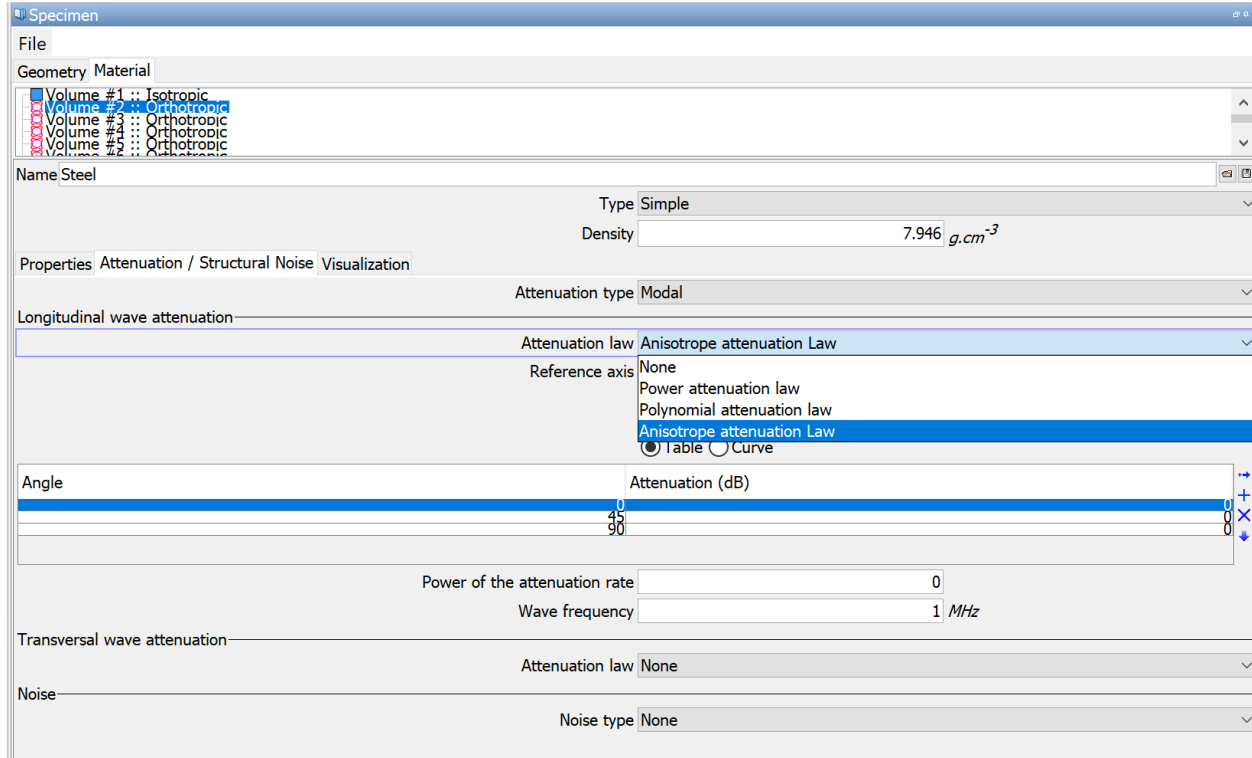 Specimen
File
Geometry Material
Volume #1 :: Isotropic
Volume #2 :: Orthotropic
Volume #3 :: Orthotropic
Volume #4 :: Orthotropic
Volume #5 :: Orthotropic
Volume #6 :: Orthotropic
Name Steel
Type Simple
Density 7.946 g.cm-3
Properties Attenuation / Structural Noise Visualization
Attenuation type Modal
Longitudinal wave attenuation
Attenuation law Anisotrope attenuation Law
Reference axis None
Power attenuation law
Polynomial attenuation law
Anisotrope attenuation Law
Table Curve
Angle Attenuation (dB)
0 0
45 0
90 0
Power of the attenuation rate 0
Wave frequency 1 MHz
Transversal wave attenuation
Attenuation law None
Noise
Noise type None